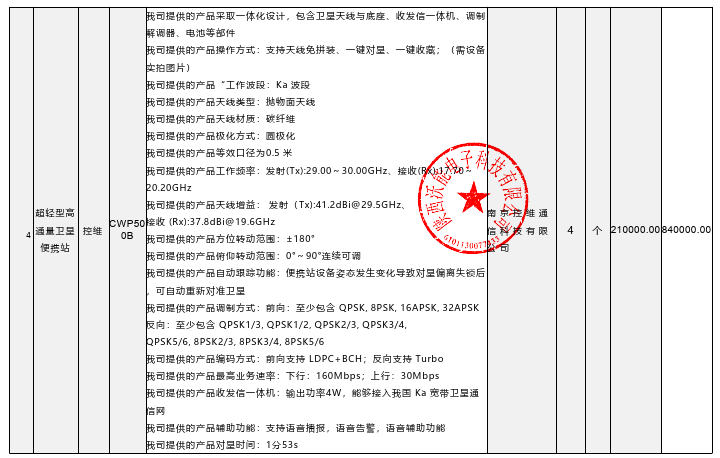 4
超轻型高
通量卫星
便携站
控维
CWP50
0B
我司提供的产品采取一体化设计，包含卫星天线与底座、收发信一体机、调制
解调器、电池等部件
我司提供的产品操作方式：支持天线免拼装、一键对星、一键收藏；（需设备
实拍图片）
我司提供的产品“工作波段：Ka 波段
我司提供的产品天线类型：抛物面天线
我司提供的产品天线材质：碳纤维
我司提供的产品极化方式：圆极化
我司提供的产品等效口径为0.5 米
我司提供的产品工作频率：发射(Tx):29.00～30.00GHz、接收(Rx):17.70～
20.20GHz
我司提供的产品天线增益： 发射 (Tx):41.2dBi@29.5GHz、
接收 (Rx):37.8dBi@19.6GHz
我司提供的产品方位转动范围：±180°
我司提供的产品俯仰转动范围：0°～90°连续可调
我司提供的产品自动跟踪功能：便携站设备姿态发生变化导致对星偏离失锁后
，可自动重新对准卫星
我司提供的产品调制方式：前向：至少包含 QPSK, 8PSK, 16APSK, 32APSK
反向：至少包含 QPSK1/3, QPSK1/2, QPSK2/3, QPSK3/4,
QPSK5/6, 8PSK2/3, 8PSK3/4, 8PSK5/6
我司提供的产品编码方式：前向支持 LDPC+BCH；反向支持 Turbo
我司提供的产品最高业务速率：下行：160Mbps；上行：30Mbps
我司提供的产品收发信一体机：输出功率4W，能够接入我国 Ka 宽带卫星通
信网
我司提供的产品辅助功能：支持语音播报，语音告警，语音辅助功能
我司提供的产品对星时间：1分53s
南京控维通
信科技有限
公司
4
个
210000.00
840000.00
陕西沃能电子科技有限公司